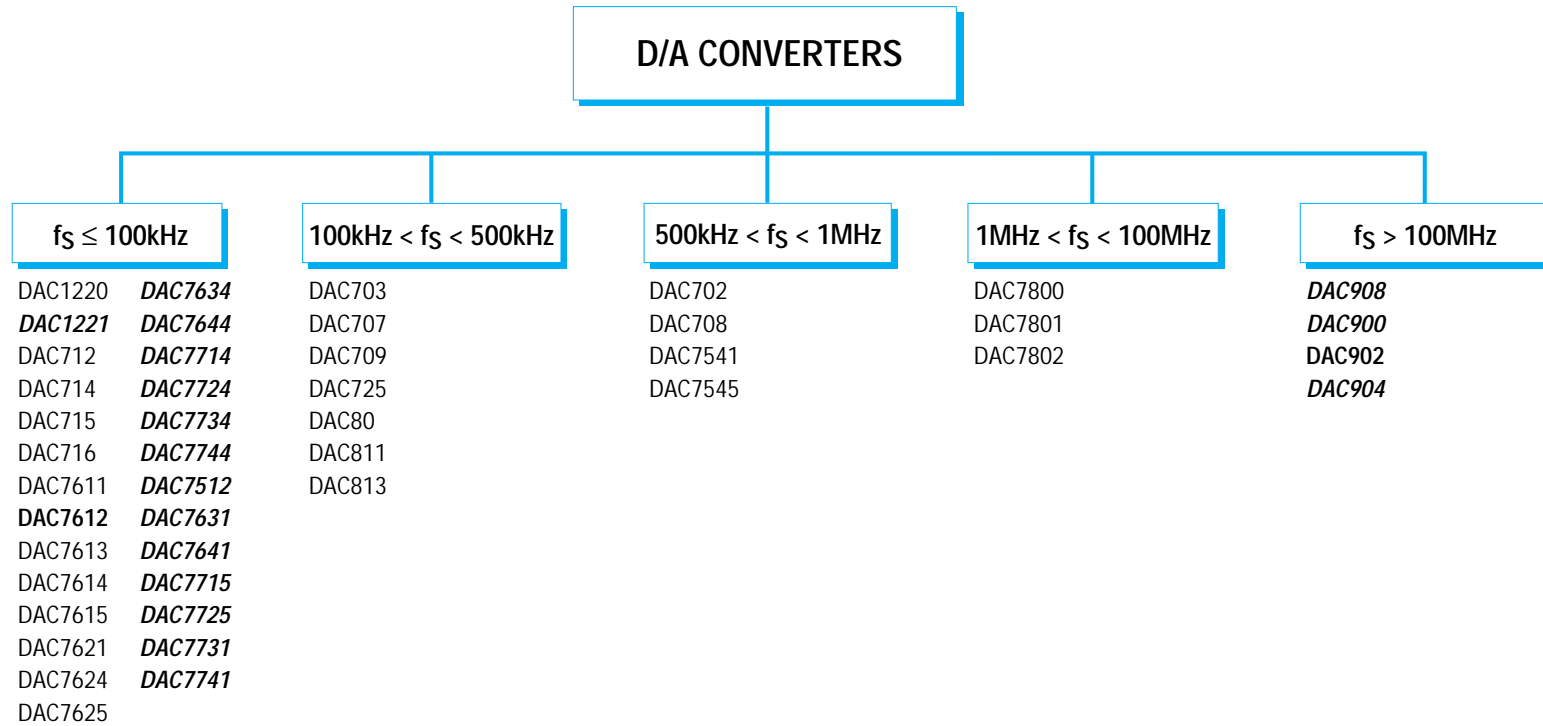 D/A CONVERTERS
fS ≤ 100kHz
DAC1220 DAC7634
DAC1221 DAC7644
DAC712 DAC7714
DAC714 DAC7724
DAC715 DAC7734
DAC716 DAC7744
DAC7611 DAC7512
DAC7612 DAC7631
DAC7613 DAC7641
DAC7614 DAC7715
DAC7615 DAC7725
DAC7621 DAC7731
DAC7624 DAC7741
DAC7625
100kHz < fS < 500kHz
DAC703
DAC707
DAC709
DAC725
DAC80
DAC811
DAC813
500kHz < fS < 1MHz
DAC702
DAC708
DAC7541
DAC7545
1MHz < fS < 100MHz
DAC7800
DAC7801
DAC7802
fS > 100MHz
DAC908
DAC900
DAC902
DAC904